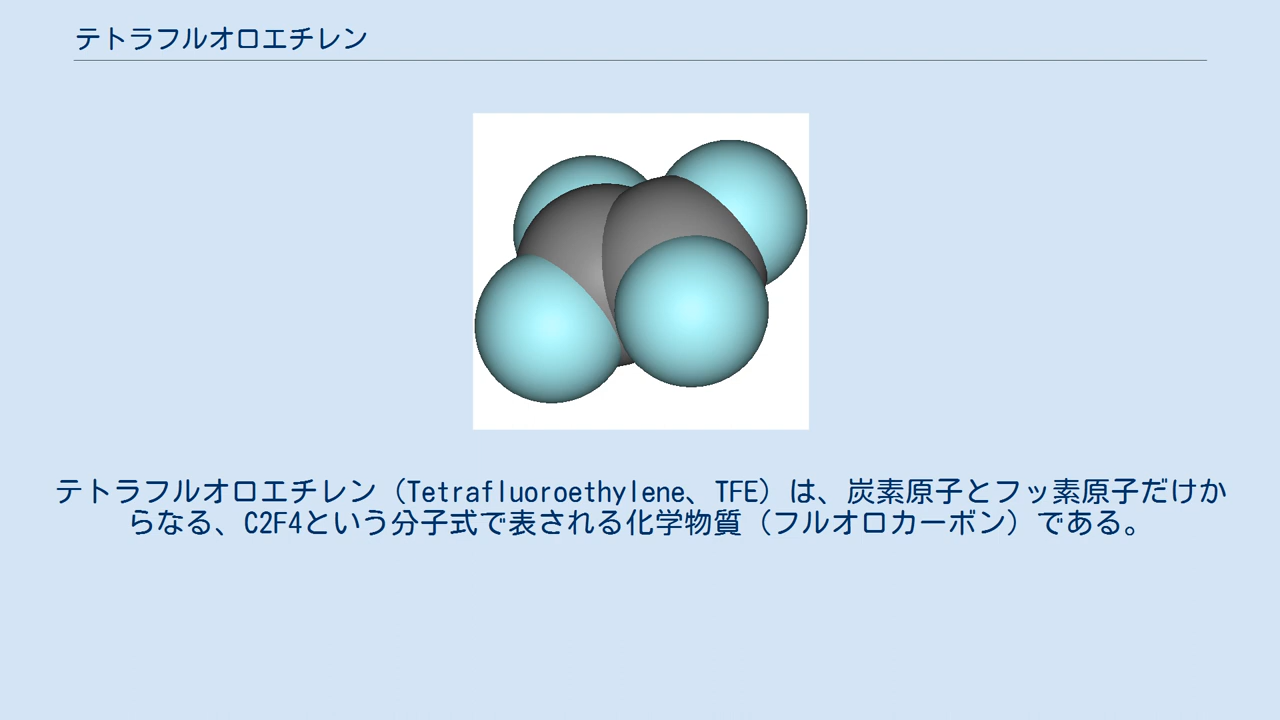 テトラフルオロエチレン
テトラフルオロエチレン（Tetrafluoroethylene、TFE）は、炭素原子とフッ素原子だけか
らなる、C2F4という分子式で表される化学物質（フルオロカーボン）である。